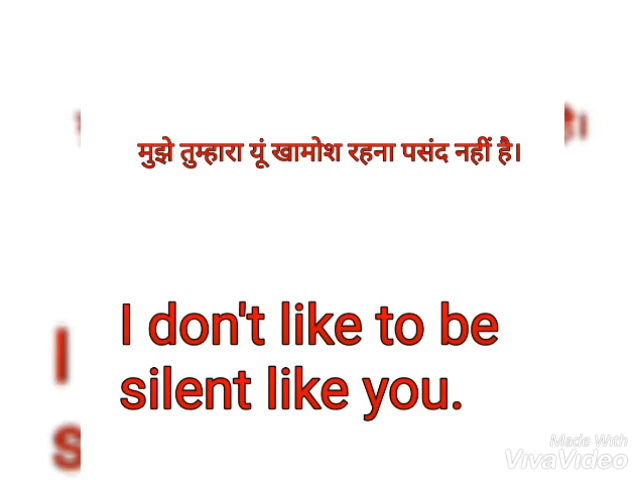 मुझे तुम्हारा यूं खामोश रहना पसंद नहीं है।
I don't like to be
silent like you.
Made With
VivaVideo